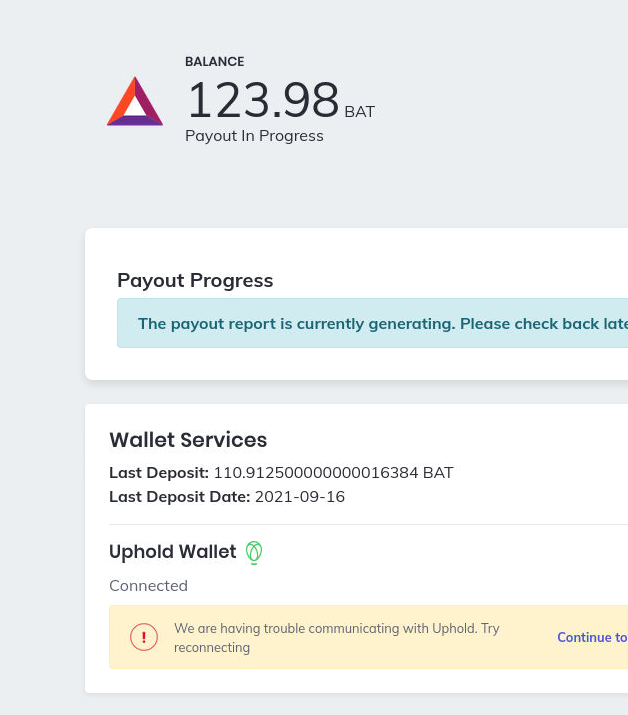 BALANCE
123.98 BAT
Payout In Progress
Payout Progress
The payout report is currently generating. Please check back late
Wallet Services
Last Deposit: 110.912500000000016384 BAT
Last Deposit Date: 2021-09-16
Uphold Wallet
Connected
We are having trouble communicating with Uphold. Try
reconnecting
Continue to